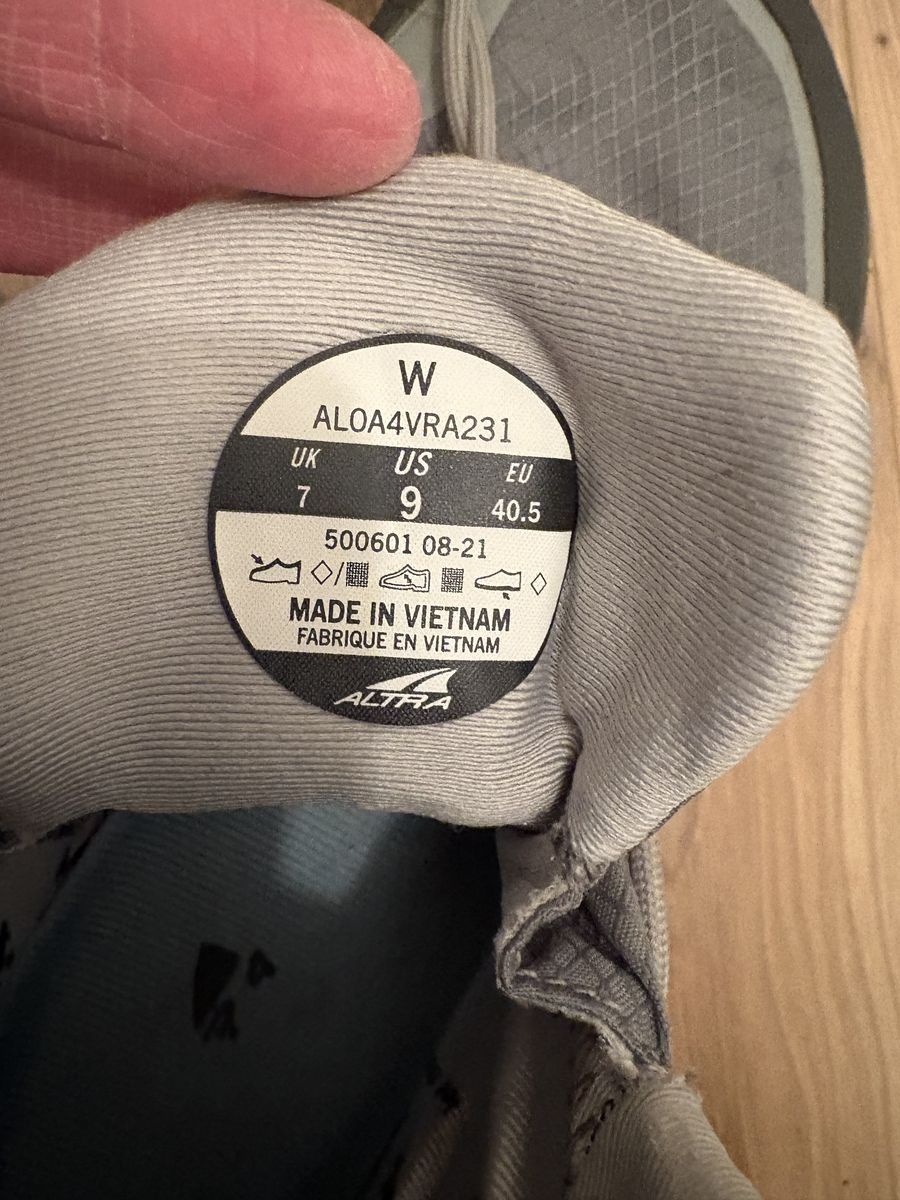 W
AL0A4VRA231
UK US EU
7 9 40.5
500601 08-21
MADE IN VIETNAM
FABRIQUE EN VIETNAM
ALTRA